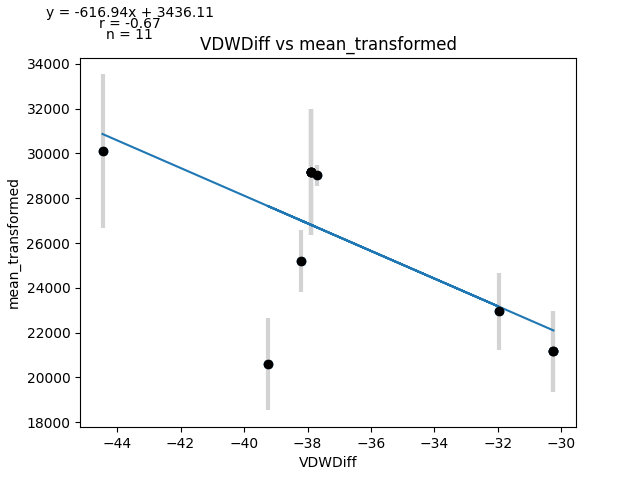 y = -616.94x + 3436.11
r = -0.67
n = 11
VDWDiff vs mean_transformed
34000
32000
30000
28000
26000
24000
22000
20000
18000
mean_transformed
−44
−42
−40
−38
−36
−34
−32
−30
VDWDiff